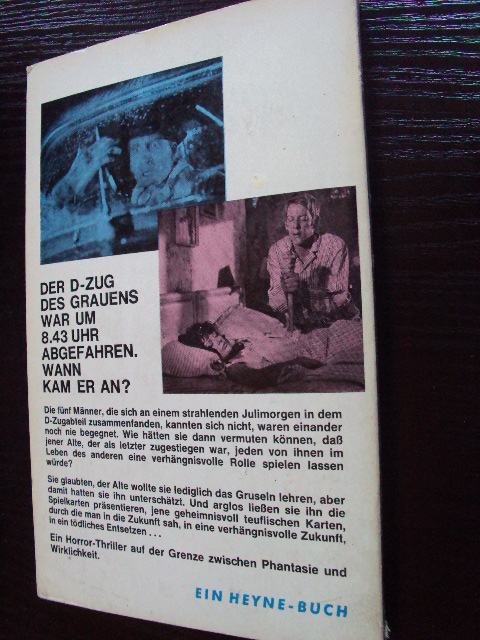 DER D-ZUG
DES GRAUENS
WAR UM
8.43 UHR
ABGEFAHREN.
WANN
KAM ER AN?
Die fünf Männer, die sich an einem strahlenden Julimorgen in dem
D-Zugabteil zusammenfanden, kannten sich nicht, waren einander
noch nie begegnet. Wie hätten sie dann vermuten können, daß
jener Alte, der als letzter zugestiegen war, jeden von ihnen im
Leben des anderen eine verhängnisvolle Rolle spielen lassen
würde?
Sie glaubten, der Alte wollte sie lediglich das Gruseln lehren, aber
damit hatten sie ihn unterschätzt. Und arglos ließen sie ihn die
Spielkarten präsentieren, jene geheimnisvoll teuflischen Karten,
durch die man in die Zukunft sah, in eine verhängnisvolle Zukunft,
in ein tödliches Entsetzen . . .
Ein Horror-Thriller auf der Grenze zwischen Phantasie und
Wirklichkeit.
EIN HEYNE-BUCH